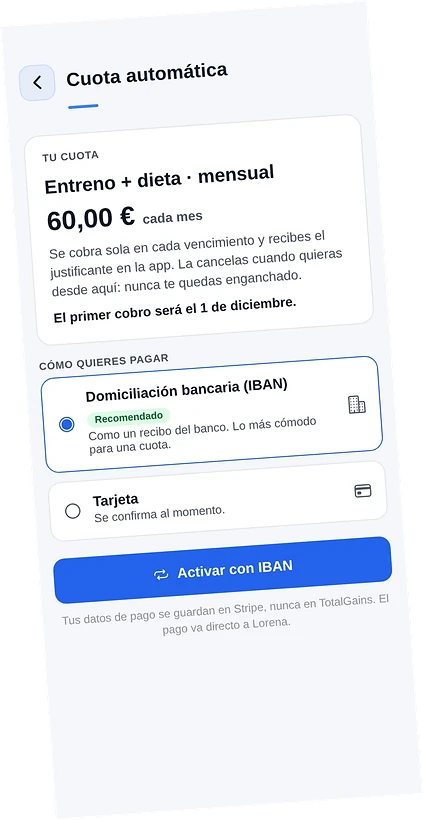 Cuota automática
TU CUOTA
Entreno + dieta · mensual
60,00 € cada mes
Se cobra sola en cada vencimiento y recibes el
justificante en la app. La cancelas cuando quieras
desde aquí: nunca te quedas enganchado.
El primer cobro será el 1 de diciembre.
CÓMO QUIERES PAGAR
Domiciliación bancaria (IBAN)
Recomendado
Como un recibo del banco. Lo más cómodo
para una cuota.
Tarjeta
Se confirma al momento.
Activar con IBAN
Tus datos de pago se guardan en Stripe, nunca en TotalGains. El
pago va directo a Lorena.